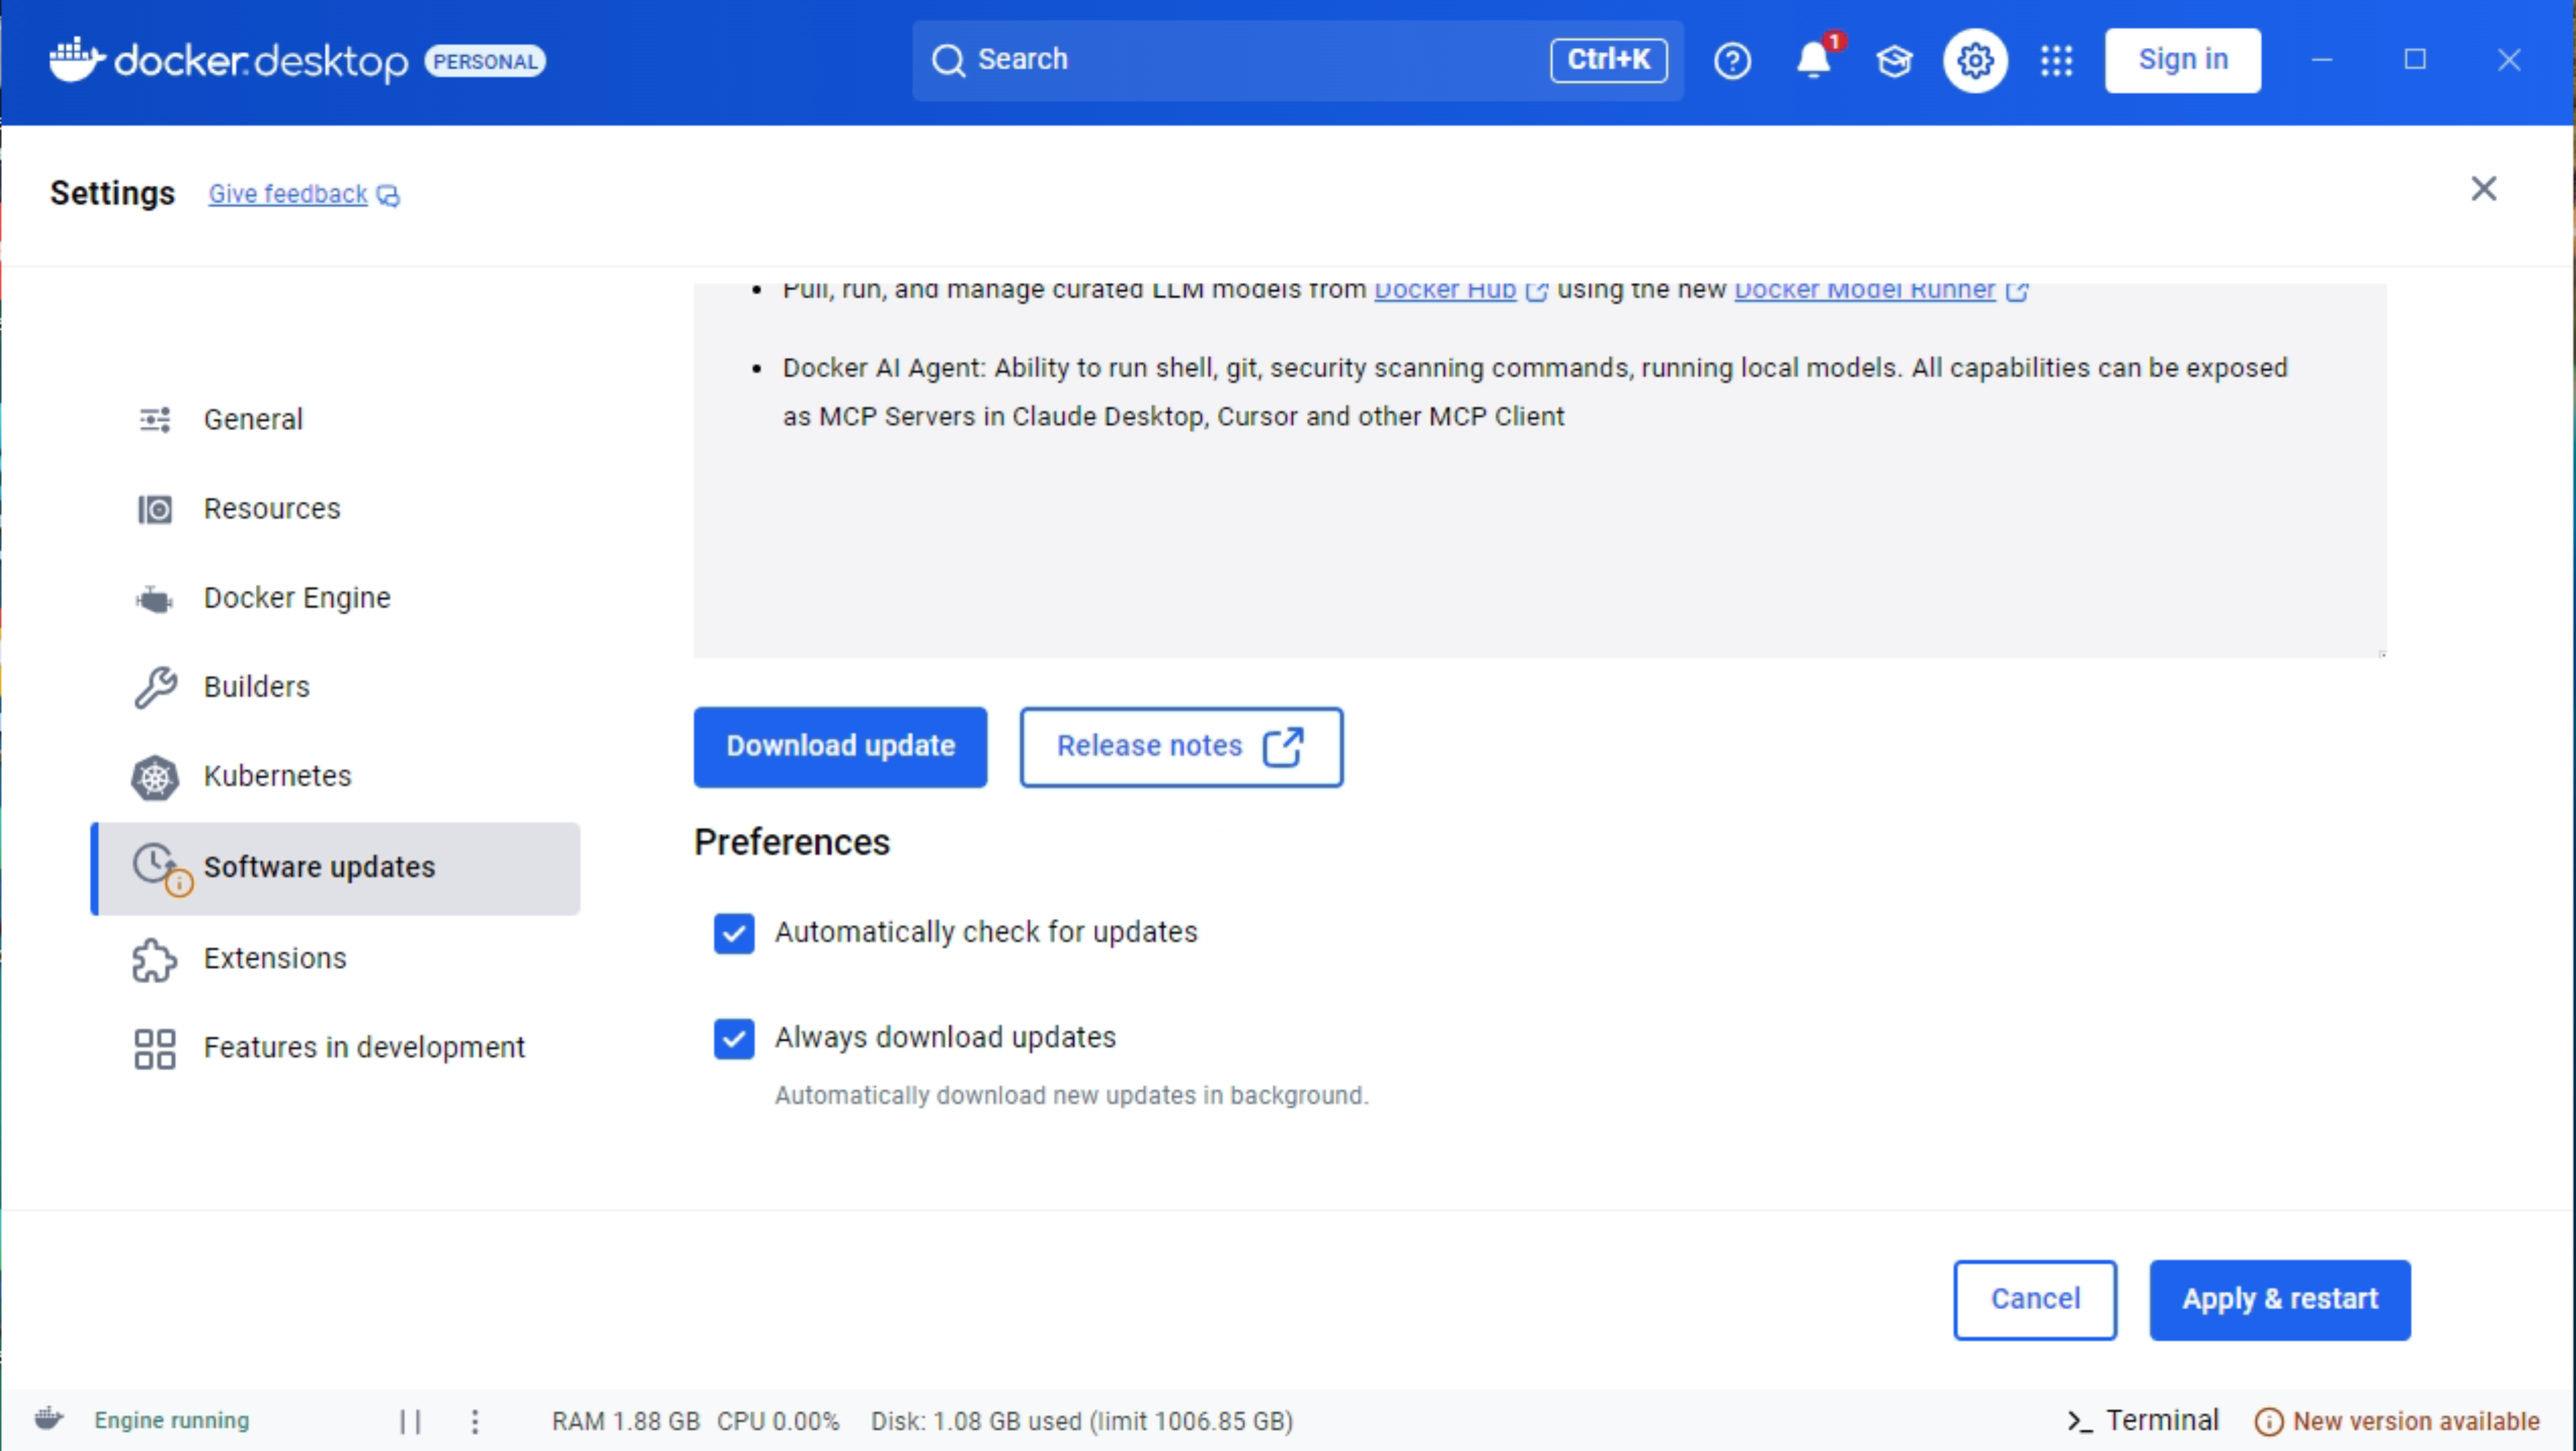 docker.desktop PERSONAL
Search Ctrl+K
1
Sign in
Settings Give feedback
Pull, run, and manage curated LLM models from Docker Hub using the new Docker Model Runner
Docker AI Agent: Ability to run shell, git, security scanning commands, running local models. All capabilities can be exposed
as MCP Servers in Claude Desktop, Cursor and other MCP Client
General
Resources
Docker Engine
Builders
Kubernetes
Software updates
Extensions
Features in development
Download update
Release notes
Preferences
Automatically check for updates
Always download updates
Automatically download new updates in background.
Cancel
Apply & restart
Engine running
RAM 1.88 GB CPU 0.00% Disk: 1.08 GB used (limit 1006.85 GB)
>_ Terminal
New version available